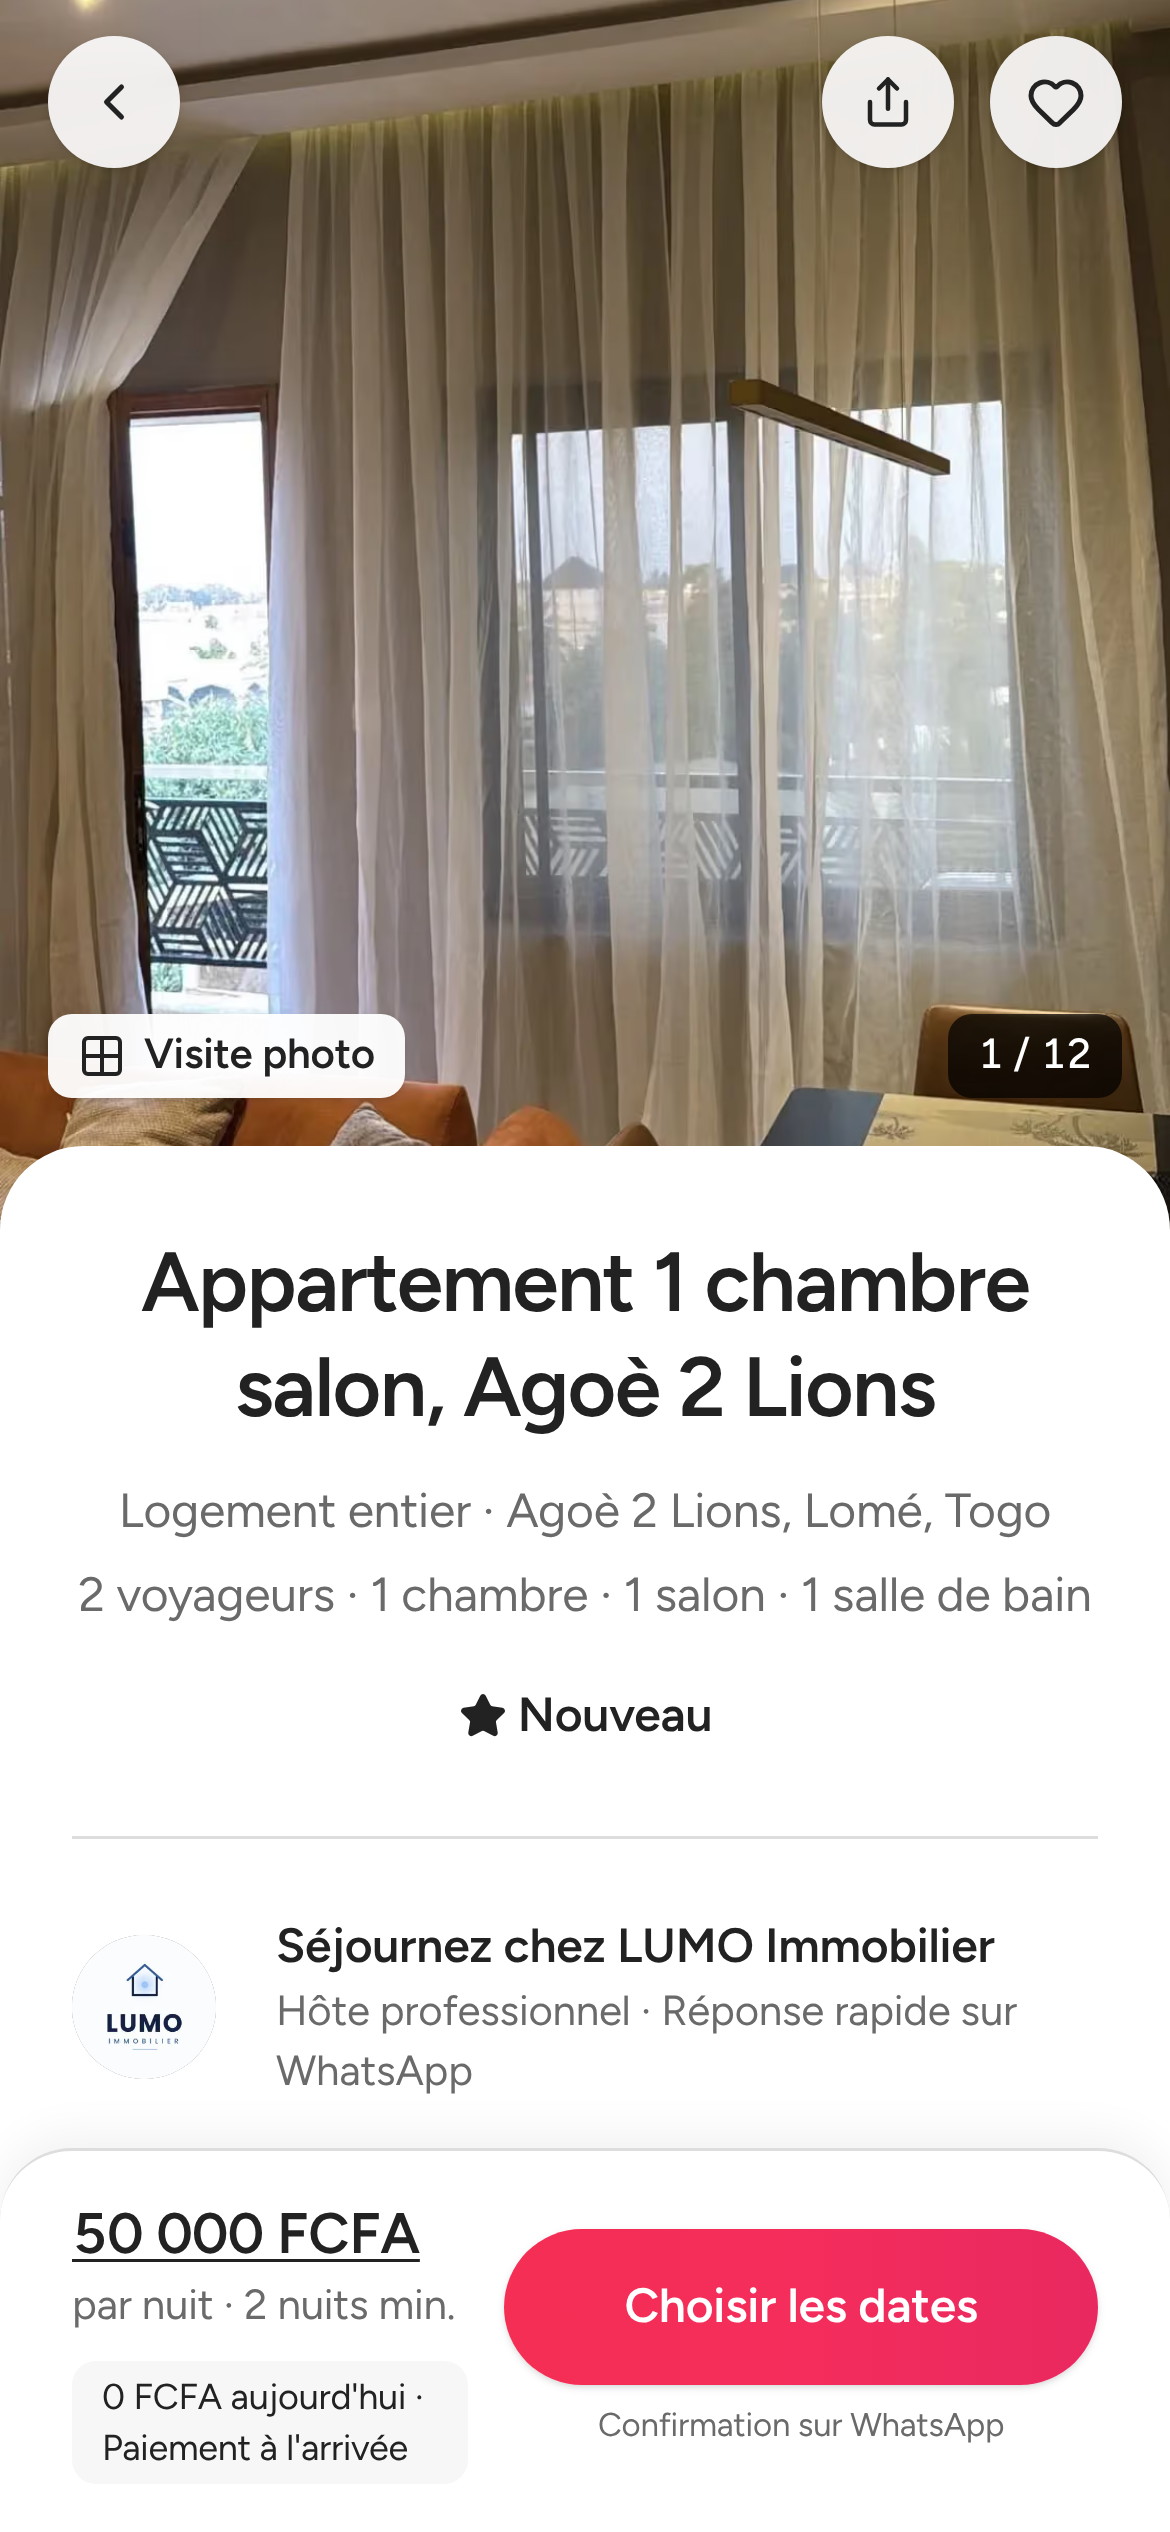 Visite photo
1 / 12
Appartement 1 chambre
salon, Agoè 2 Lions
Logement entier · Agoè 2 Lions, Lomé, Togo
2 voyageurs · 1 chambre · 1 salon · 1 salle de bain
★ Nouveau
Séjournez chez LUMO Immobilier
Hôte professionnel · Réponse rapide sur
WhatsApp
LUMO
IMMOBILIER
50 000 FCFA
par nuit · 2 nuits min.
0 FCFA aujourd'hui ·
Paiement à l'arrivée
Choisir les dates
Confirmation sur WhatsApp